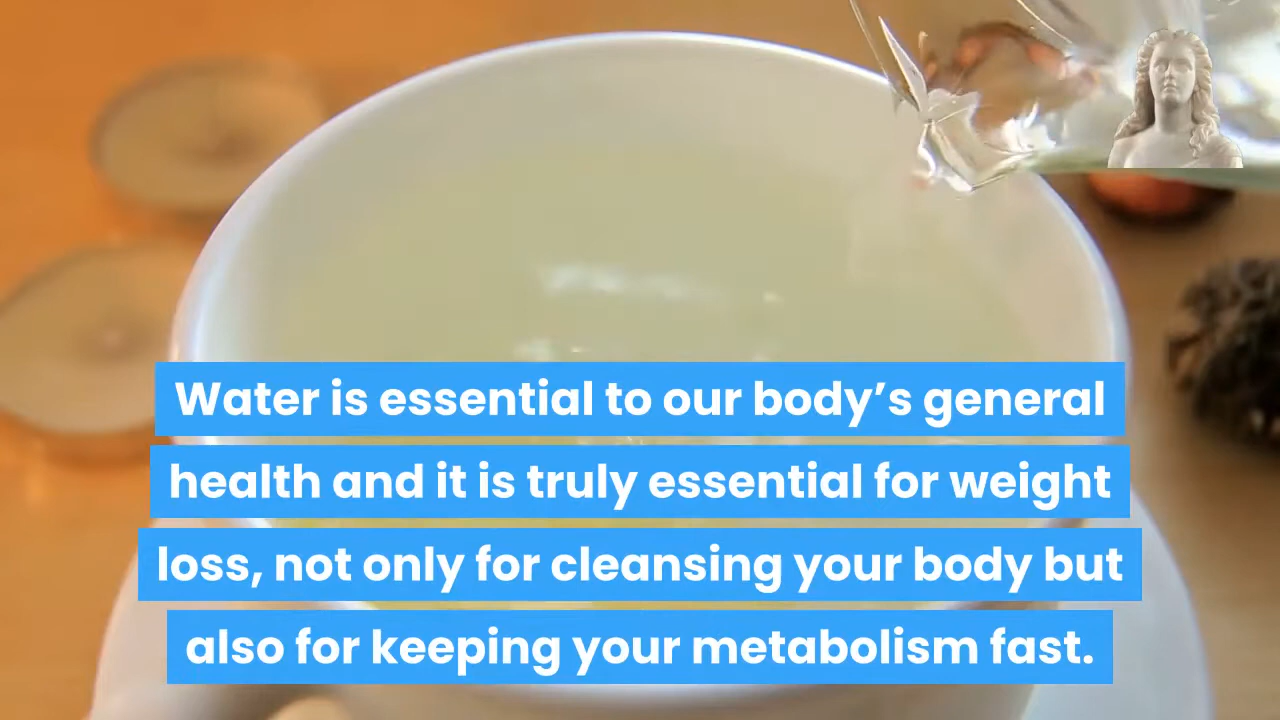 Water is essential to our body’s general
health and it is truly essential for weight
loss, not only for cleansing your body but
also for keeping your metabolism fast.